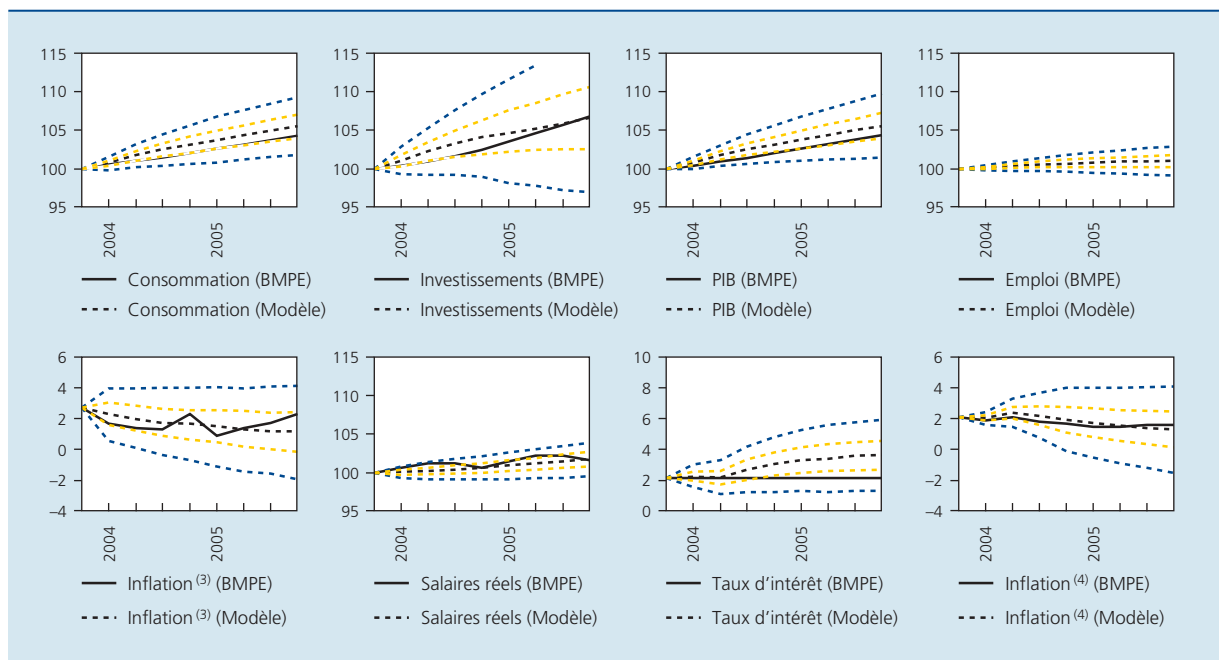 115 115 115 115
110 110 110 110
105 105 105 105
100 100 100 100
95 95 95 95
2004 2005 2004 2005 2004 2005 2004 2005
Consommation (BMPE) Investissements (BMPE) PIB (BMPE) Emploi (BMPE)
Consommation (Modèle) Investissements (Modèle) PIB (Modèle) Emploi (Modèle)
6 115 10 6
4 110 8 4
2 6 2
0 105 4 0
–2 100 2 –2
–4 95 0 –4
2004 2005 2004 2005 2004 2005 2004 2005
Inflation (3) (BMPE) Salaires réels (BMPE) Taux d'intérêt (BMPE) Inflation (4) (BMPE)
Inflation (3) (Modèle) Salaires réels (Modèle) Taux d'intérêt (Modèle) Inflation (4) (Modèle)